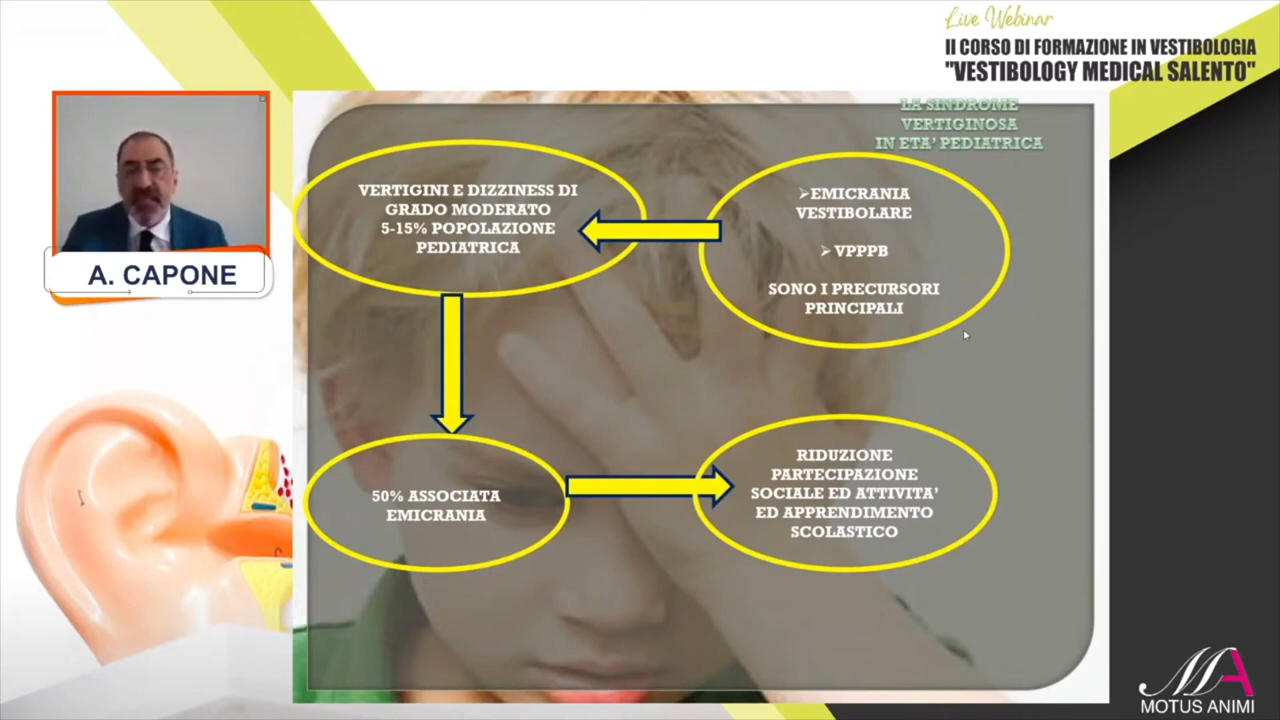 Live Webinar
II CORSO DI FORMAZIONE IN VESTIBOLOGIA
"VESTIBOLOGY MEDICAL SALENTO"
A. CAPONE
LA SINDROME
VERTIGINOSA
IN ETA' PEDIATRICA
VERTIGINI E DIZZINESS DI
GRADO MODERATO
5-15% POPOLAZIONE
PEDIATRICA
➢EMICRANIA
VESTIBOLARE
➢ VPPPB
SONO I PRECURSORI
PRINCIPALI
50% ASSOCIATA
EMICRANIA
RIDUZIONE
PARTECIPAZIONE
SOCIALE ED ATTIVITA'
ED APPRENDIMENTO
SCOLASTICO
MA
MOTUS ANIMI